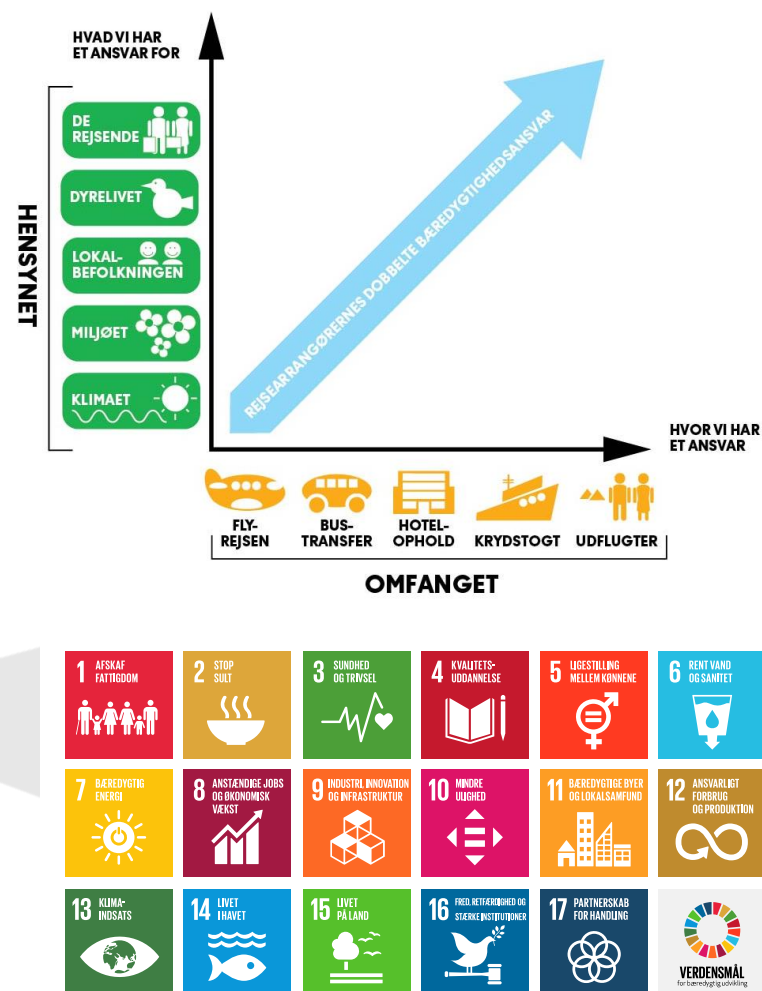 HVAD VI HAR
ET ANSVAR FOR
HENSYNET
DE
REJSENDE
DYRELIVET
LOKAL-
BEFOLKNINGEN
MILJØET
KLIMAET
REJSEARRANGØRERNES DOBBELTE BÆREDYGTIGHEDSANSVAR
HVOR VI HAR
ET ANSVAR
FLY-
REJSEN
BUS-
TRANSFER
HOTEL-
OPHOLD
KRYDSTOGT
UDFLUGTER
OMFANGET
1 AFSKAF
FATTIGDOM
2 STOP
SULT
3 SUNDHED
OG TRIVSEL
4 KVALITETS-
UDDANNELSE
5 LIGESTILLING
MELLEM KØNNENE
6 RENT VAND
OG SANITET
7 BÆREDYGTIG
ENERGI
8 ANSTÆNDIGE JOBS
OG ØKONOMISK
VÆKST
9 INDUSTRI, INNOVATION
OG INFRASTRUKTUR
10 MINDRE
ULIGHED
11 BÆREDYGTIGE BYER
OG LOKALSAMFUND
12 ANSVARLIGT
FORBRUG
OG PRODUKTION
13 KLIMA-
INDSATS
14 LIVET
I HAVET
15 LIVET
PÅ LAND
16 FRED, RETFÆRDIGHED OG
STÆRKE INSTITUTIONER
17 PARTNERSKAB
FOR HANDLING
VERDENSMÅL
for bæredygtig udvikling